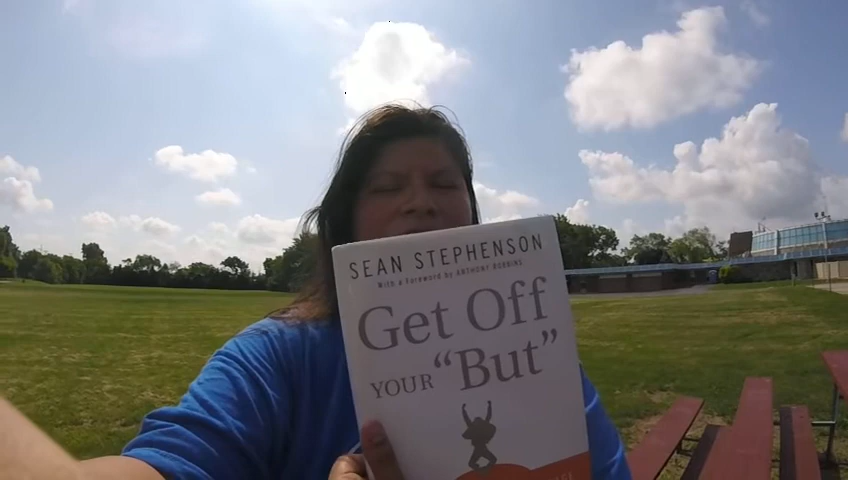 SEAN STEPHENSON
With a Foreword by ANTHONY ROBBINS
Get Off
YOUR "But"